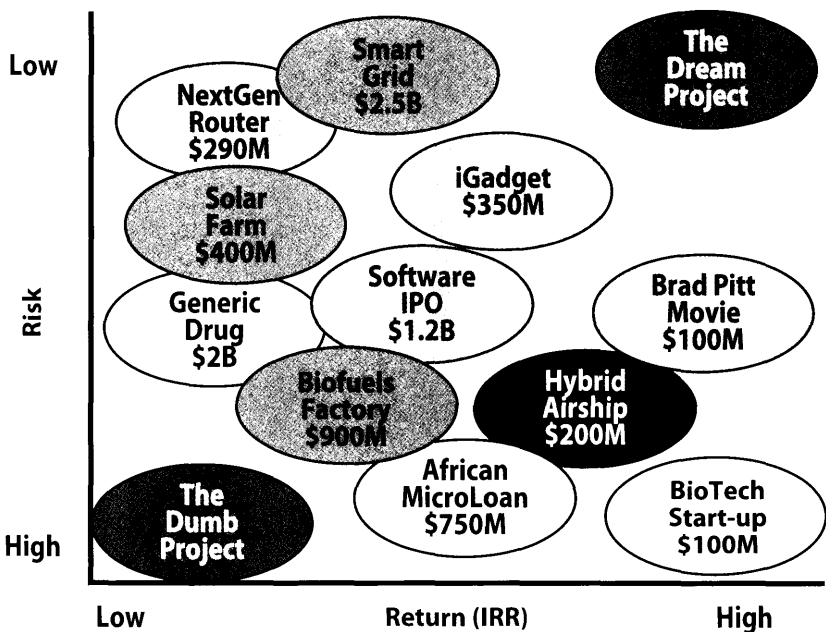 Low
Smart
Grid
$2.5B
The
Dream
Project
NextGen
Router
$290M
iGadget
$350M
Solar
Farm
$400M
Software
IPO
$1.2B
Brad Pitt
Movie
$100M
Generic
Drug
$2B
Risk
Biofuels
Factory
$900M
Hybrid
Airship
$200M
African
MicroLoan
$750M
BioTech
Start-up
$100M
The
Dumb
Project
High
Low
Return (IRR)
High